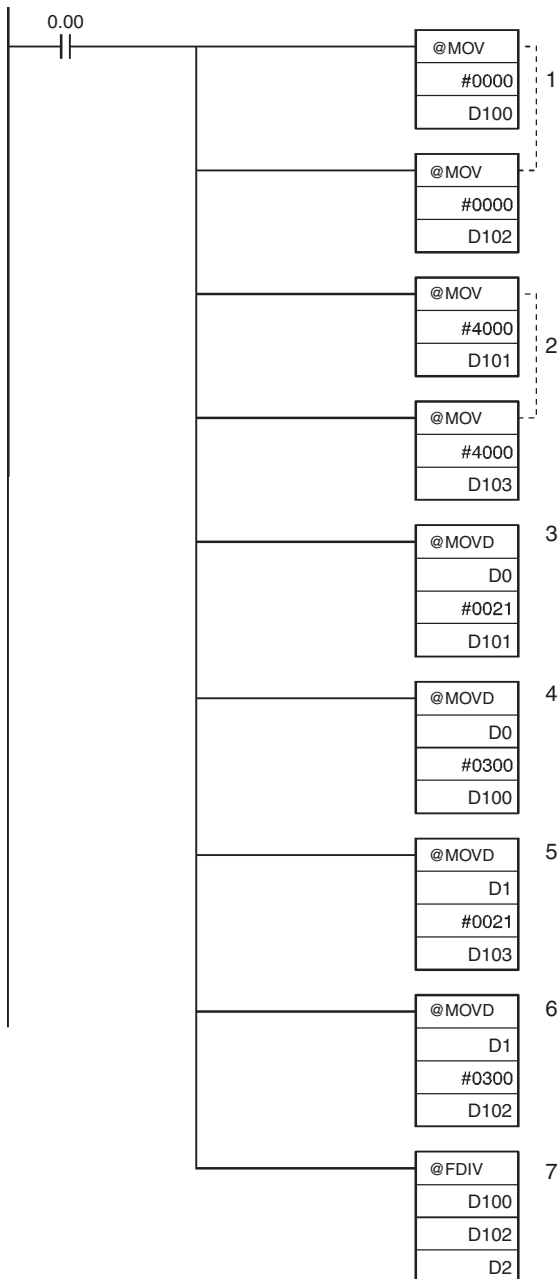 0.00
@MOV
#0000
D100
1
@MOV
#0000
D102
@MOV
#4000
D101
2
@MOV
#4000
D103
3
@MOVD
D0
#0021
D101
4
@MOVD
D0
#0300
D100
5
@MOVD
D1
#0021
D103
6
@MOVD
D1
#0300
D102
7
@FDIV
D100
D102
D2